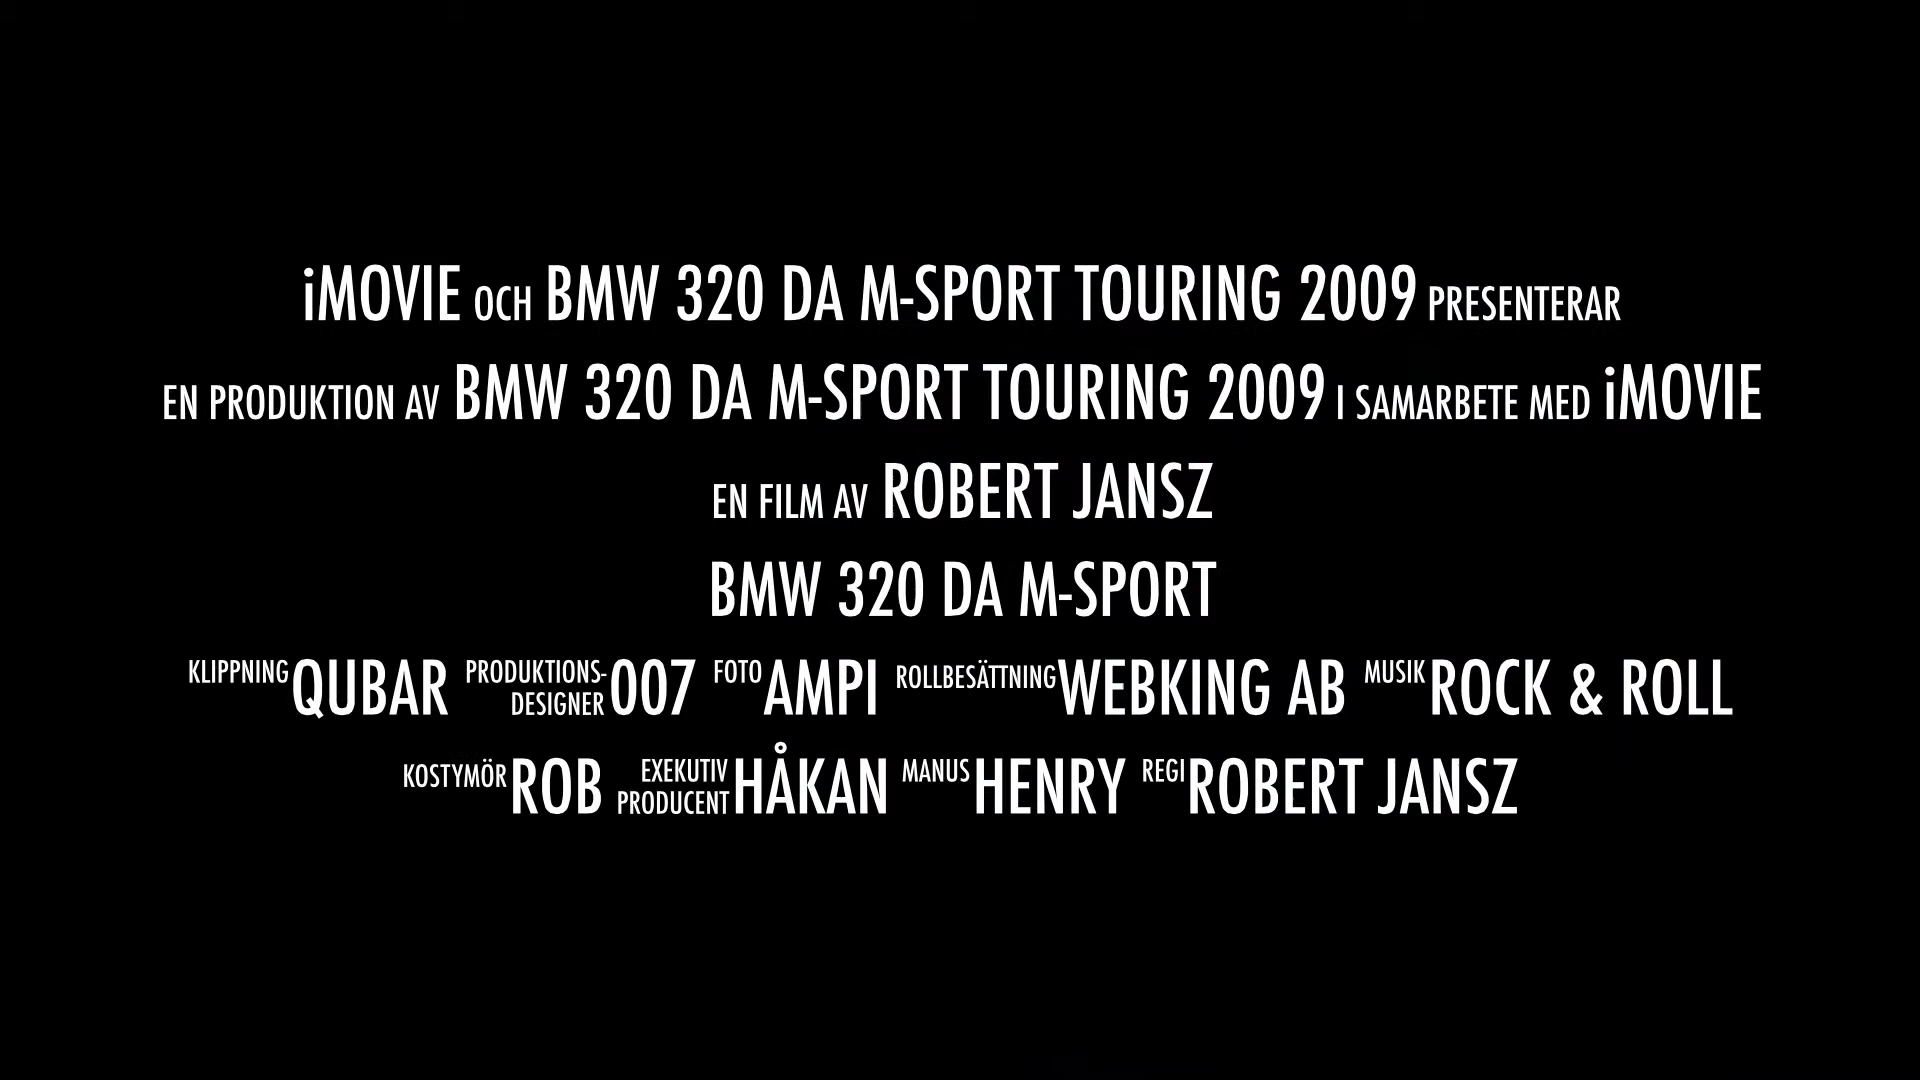 iMOVIE OCH BMW 320 DA M-SPORT TOURING 2009 PRESENTERAR
EN PRODUKTION AV BMW 320 DA M-SPORT TOURING 2009 I SAMARBETE MED iMOVIE
EN FILM AV ROBERT JANSZ
BMW 320 DA M-SPORT
KLIPPNING QUBAR PRODUKTIONS-DESIGNER 007 FOTO AMPI ROLLBESÄTTNING WEBKING AB MUSIK ROCK & ROLL
KOSTYMÖR ROB EXEKUTIV PRODUCENT HÅKAN MANUS HENRY REGI ROBERT JANSZ